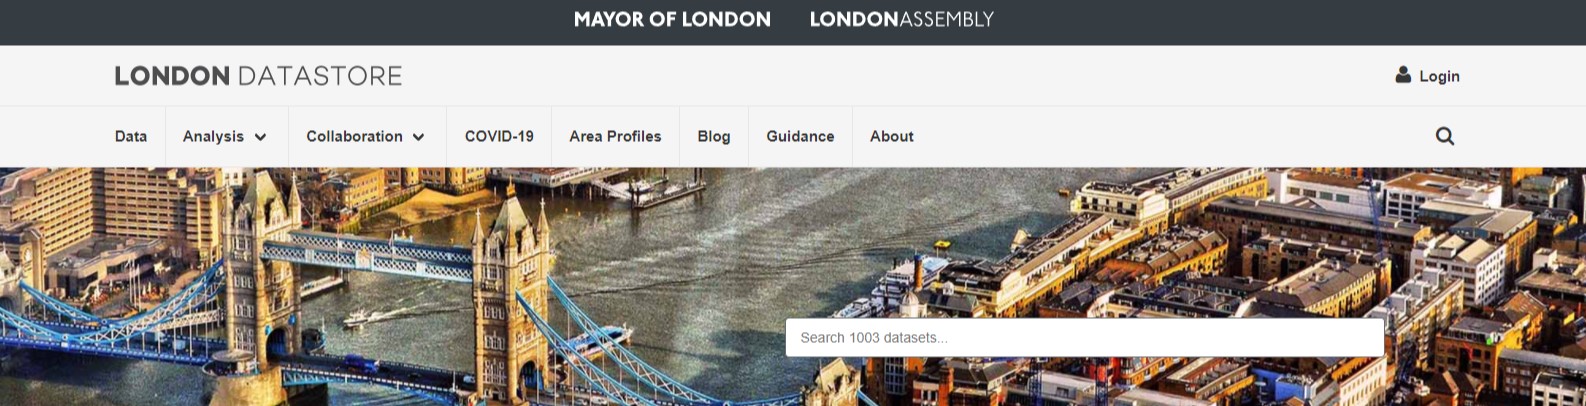 MAYOR OF LONDON LONDONASSEMBLY
LONDON DATASTORE
Login
Data Analysis Collaboration COVID-19 Area Profiles Blog Guidance About
Search 1003 datasets...